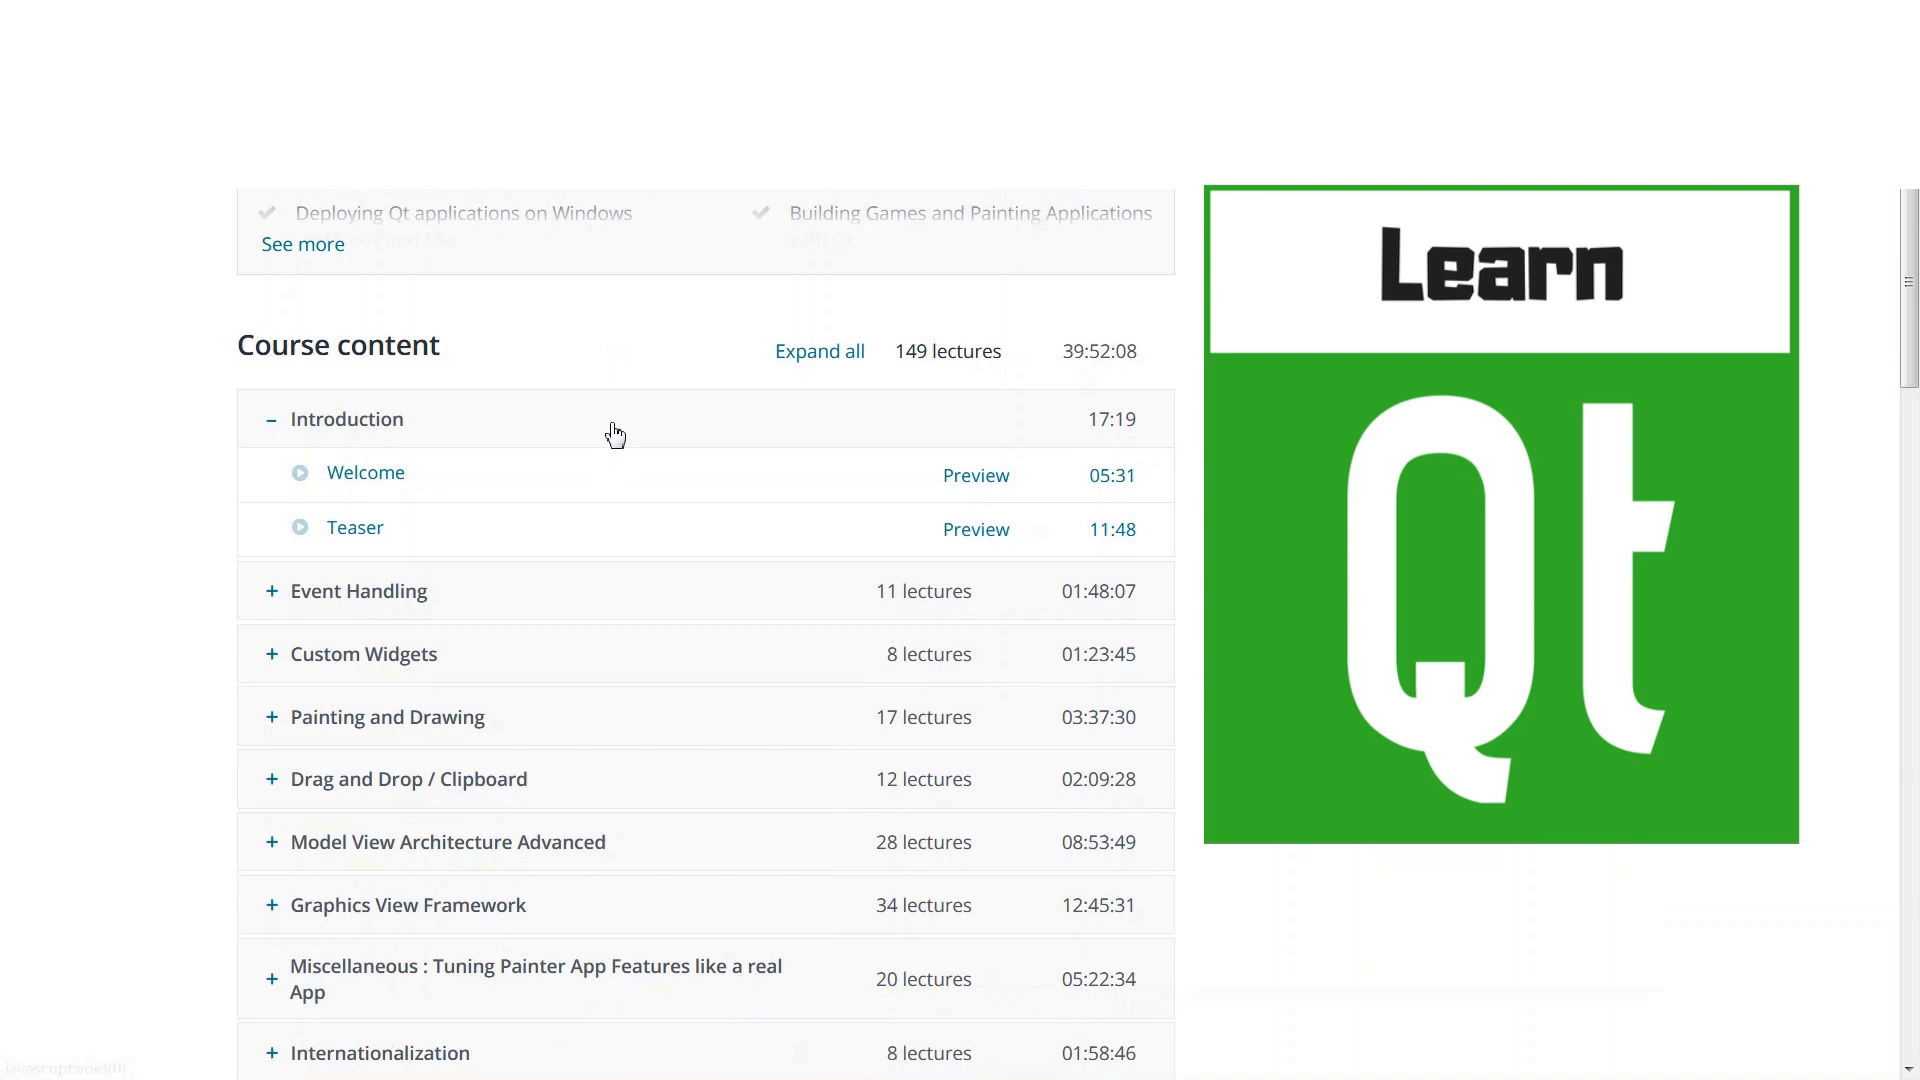 Deploying Qt applications on Windows
Building Games and Painting Applications
See more
Learn
Qt
Course content
Expand all 149 lectures 39:52:08
– Introduction 17:19
Welcome Preview 05:31
Teaser Preview 11:48
+ Event Handling 11 lectures 01:48:07
+ Custom Widgets 8 lectures 01:23:45
+ Painting and Drawing 17 lectures 03:37:30
+ Drag and Drop / Clipboard 12 lectures 02:09:28
+ Model View Architecture Advanced 28 lectures 08:53:49
+ Graphics View Framework 34 lectures 12:45:31
+ Miscellaneous : Tuning Painter App Features like a real
App 20 lectures 05:22:34
+ Internationalization 8 lectures 01:58:46
javascript:void(0)